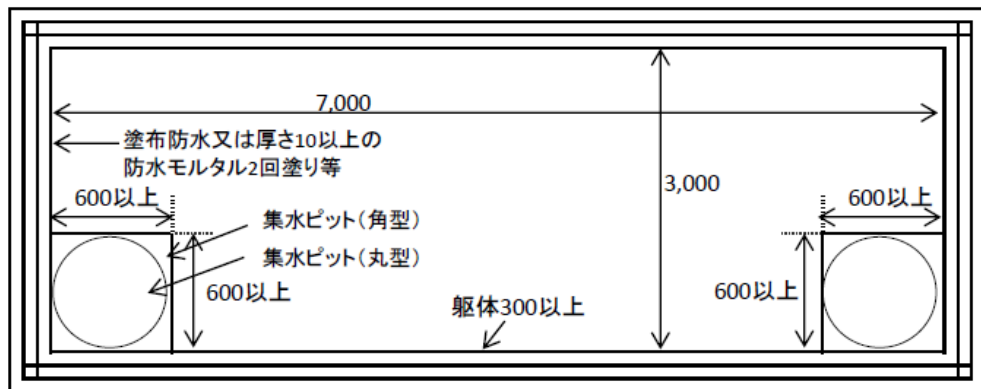 7,000
塗布防水又は厚さ10以上の
防水モルタル2回塗り等
3,000
600以上
600以上
集水ピット(角型)
集水ピット(丸型)
600以上
600以上
躯体300以上